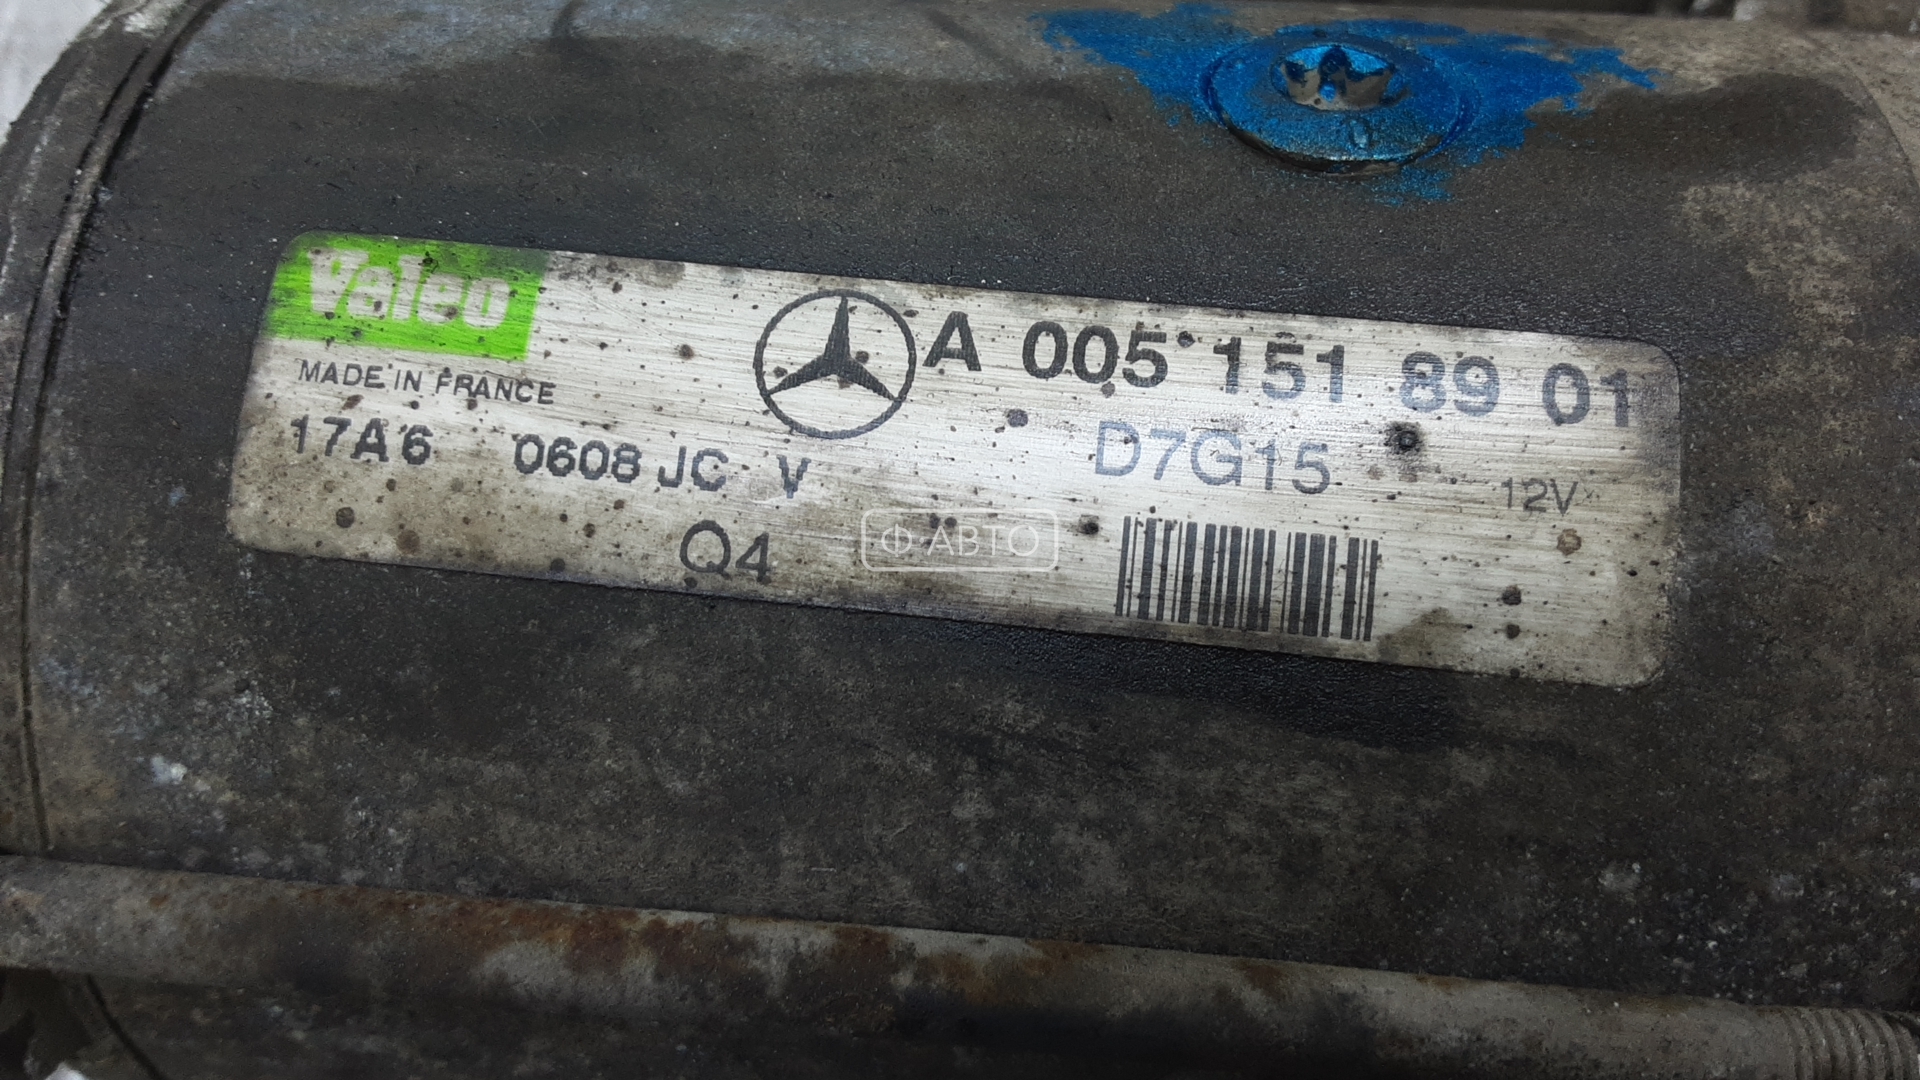 Valeo
A 005 151 89 01
MADE IN FRANCE
D7G15
17A6 0608 JC V
12V
Q4
Ф·АВТО